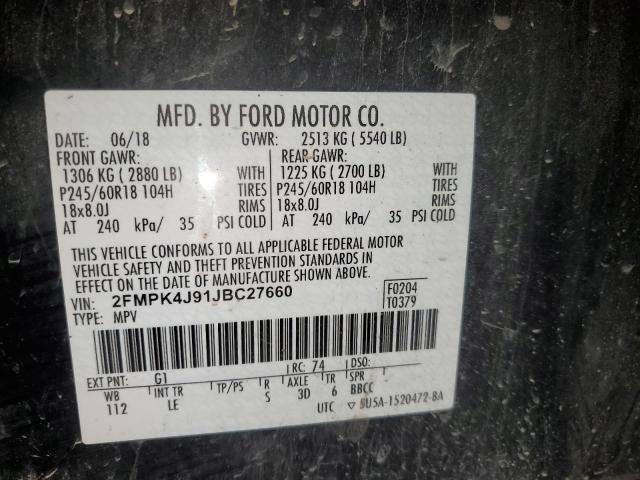 MFD. BY FORD MOTOR CO.
DATE: 06/18 GVWR: 2513 KG ( 5540 LB)
FRONT GAWR: REAR GAWR:
1306 KG ( 2880 LB) WITH 1225 KG ( 2700 LB) WITH
P245/60R18 104H TIRES P245/60R18 104H TIRES
18x8.0J RIMS 18x8.0J RIMS
AT 240 kPa/ 35 PSI COLD AT 240 kPa/ 35 PSI COLD
THIS VEHICLE CONFORMS TO ALL APPLICABLE FEDERAL MOTOR
VEHICLE SAFETY AND THEFT PREVENTION STANDARDS IN
EFFECT ON THE DATE OF MANUFACTURE SHOWN ABOVE.
VIN: 2FMPK4J91JBC27660 F0204
TYPE: MPV T0379
EXT PNT: G1 RC: 74 DSO:
WB INT TR TP/PS R AXLE TR SPR
112 LE S 3D 6 BBCC
UTC ▽ 5U5A-1520472-BA